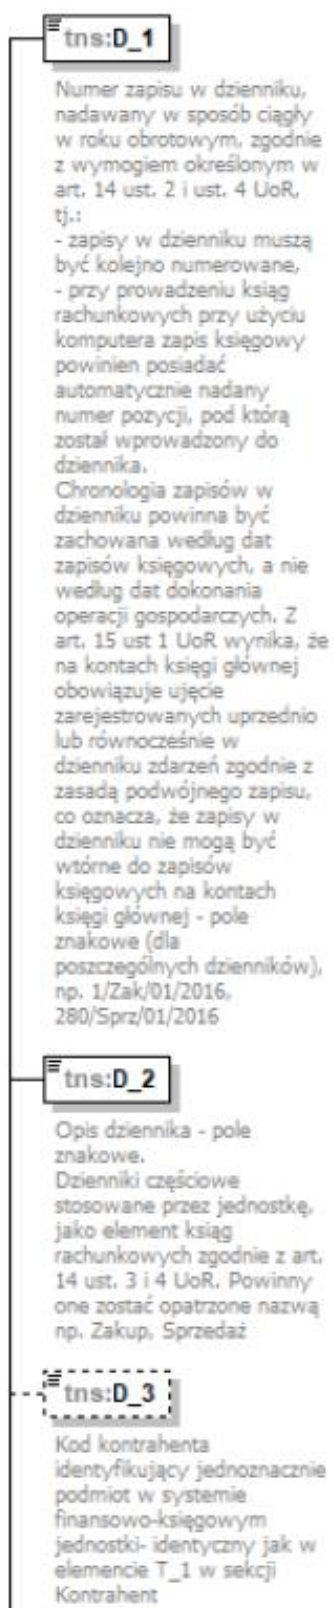 tns:D_1
Numer zapisu w dzienniku,
nadawany w sposób ciągły
w roku obrotowym, zgodnie
z wymogiem określonym w
art. 14 ust. 2 i ust. 4 UoR,
tj.:
- zapisy w dzienniku muszą
być kolejno numerowane,
- przy prowadzeniu ksiąg
rachunkowych przy użyciu
komputera zapis księgowy
powinien posiadać
automatycznie nadany
numer pozycji, pod którą
został wprowadzony do
dziennika.
Chronologia zapisów w
dzienniku powinna być
zachowana według dat
zapisów księgowych, a nie
według dat dokonania
operacji gospodarczych. Z
art. 15 ust 1 UoR wynika, że
na kontach księgi głównej
obowiązuje ujęcie
zarejestrowanych uprzednio
lub równocześnie w
dzienniku zdarzeń zgodnie z
zasadą podwójnego zapisu,
co oznacza, że zapisy w
dzienniku nie mogą być
wtórne do zapisów
księgowych na kontach
księgi głównej - pole
znakowe (dla
poszczególnych dzienników),
np. 1/Zak/01/2016,
280/Sprz/01/2016
tns:D_2
Opis dziennika - pole
znakowe.
Dzienniki częściowe
stosowane przez jednostkę,
jako element ksiąg
rachunkowych zgodnie z art.
14 ust. 3 i 4 UoR. Powinny
one zostać opatrzone nazwą
np. Zakup, Sprzedaż
tns:D_3
Kod kontrahenta
identyfikujący jednoznacznie
podmiot w systemie
finansowo-księgowym
jednostki- identyczny jak w
elemencie T_1 w sekcji
Kontrahent